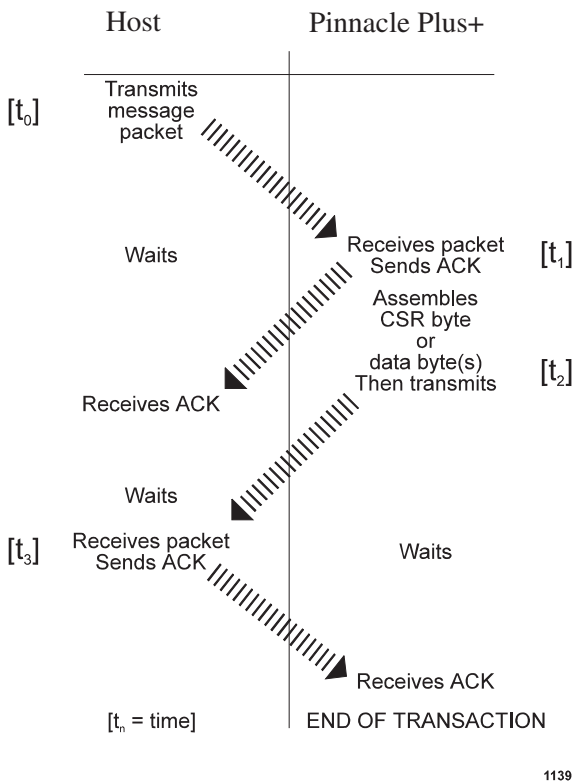 Host
Pinnacle Plus+
Transmits
message
packet
[t₀]
Waits
Receives packet
Sends ACK
[t₁]
Assembles
CSR byte
or
data byte(s)
Then transmits
[t₂]
Receives ACK
Waits
[t₃]
Receives packet
Sends ACK
Waits
Receives ACK
[tₙ = time]
END OF TRANSACTION
1139